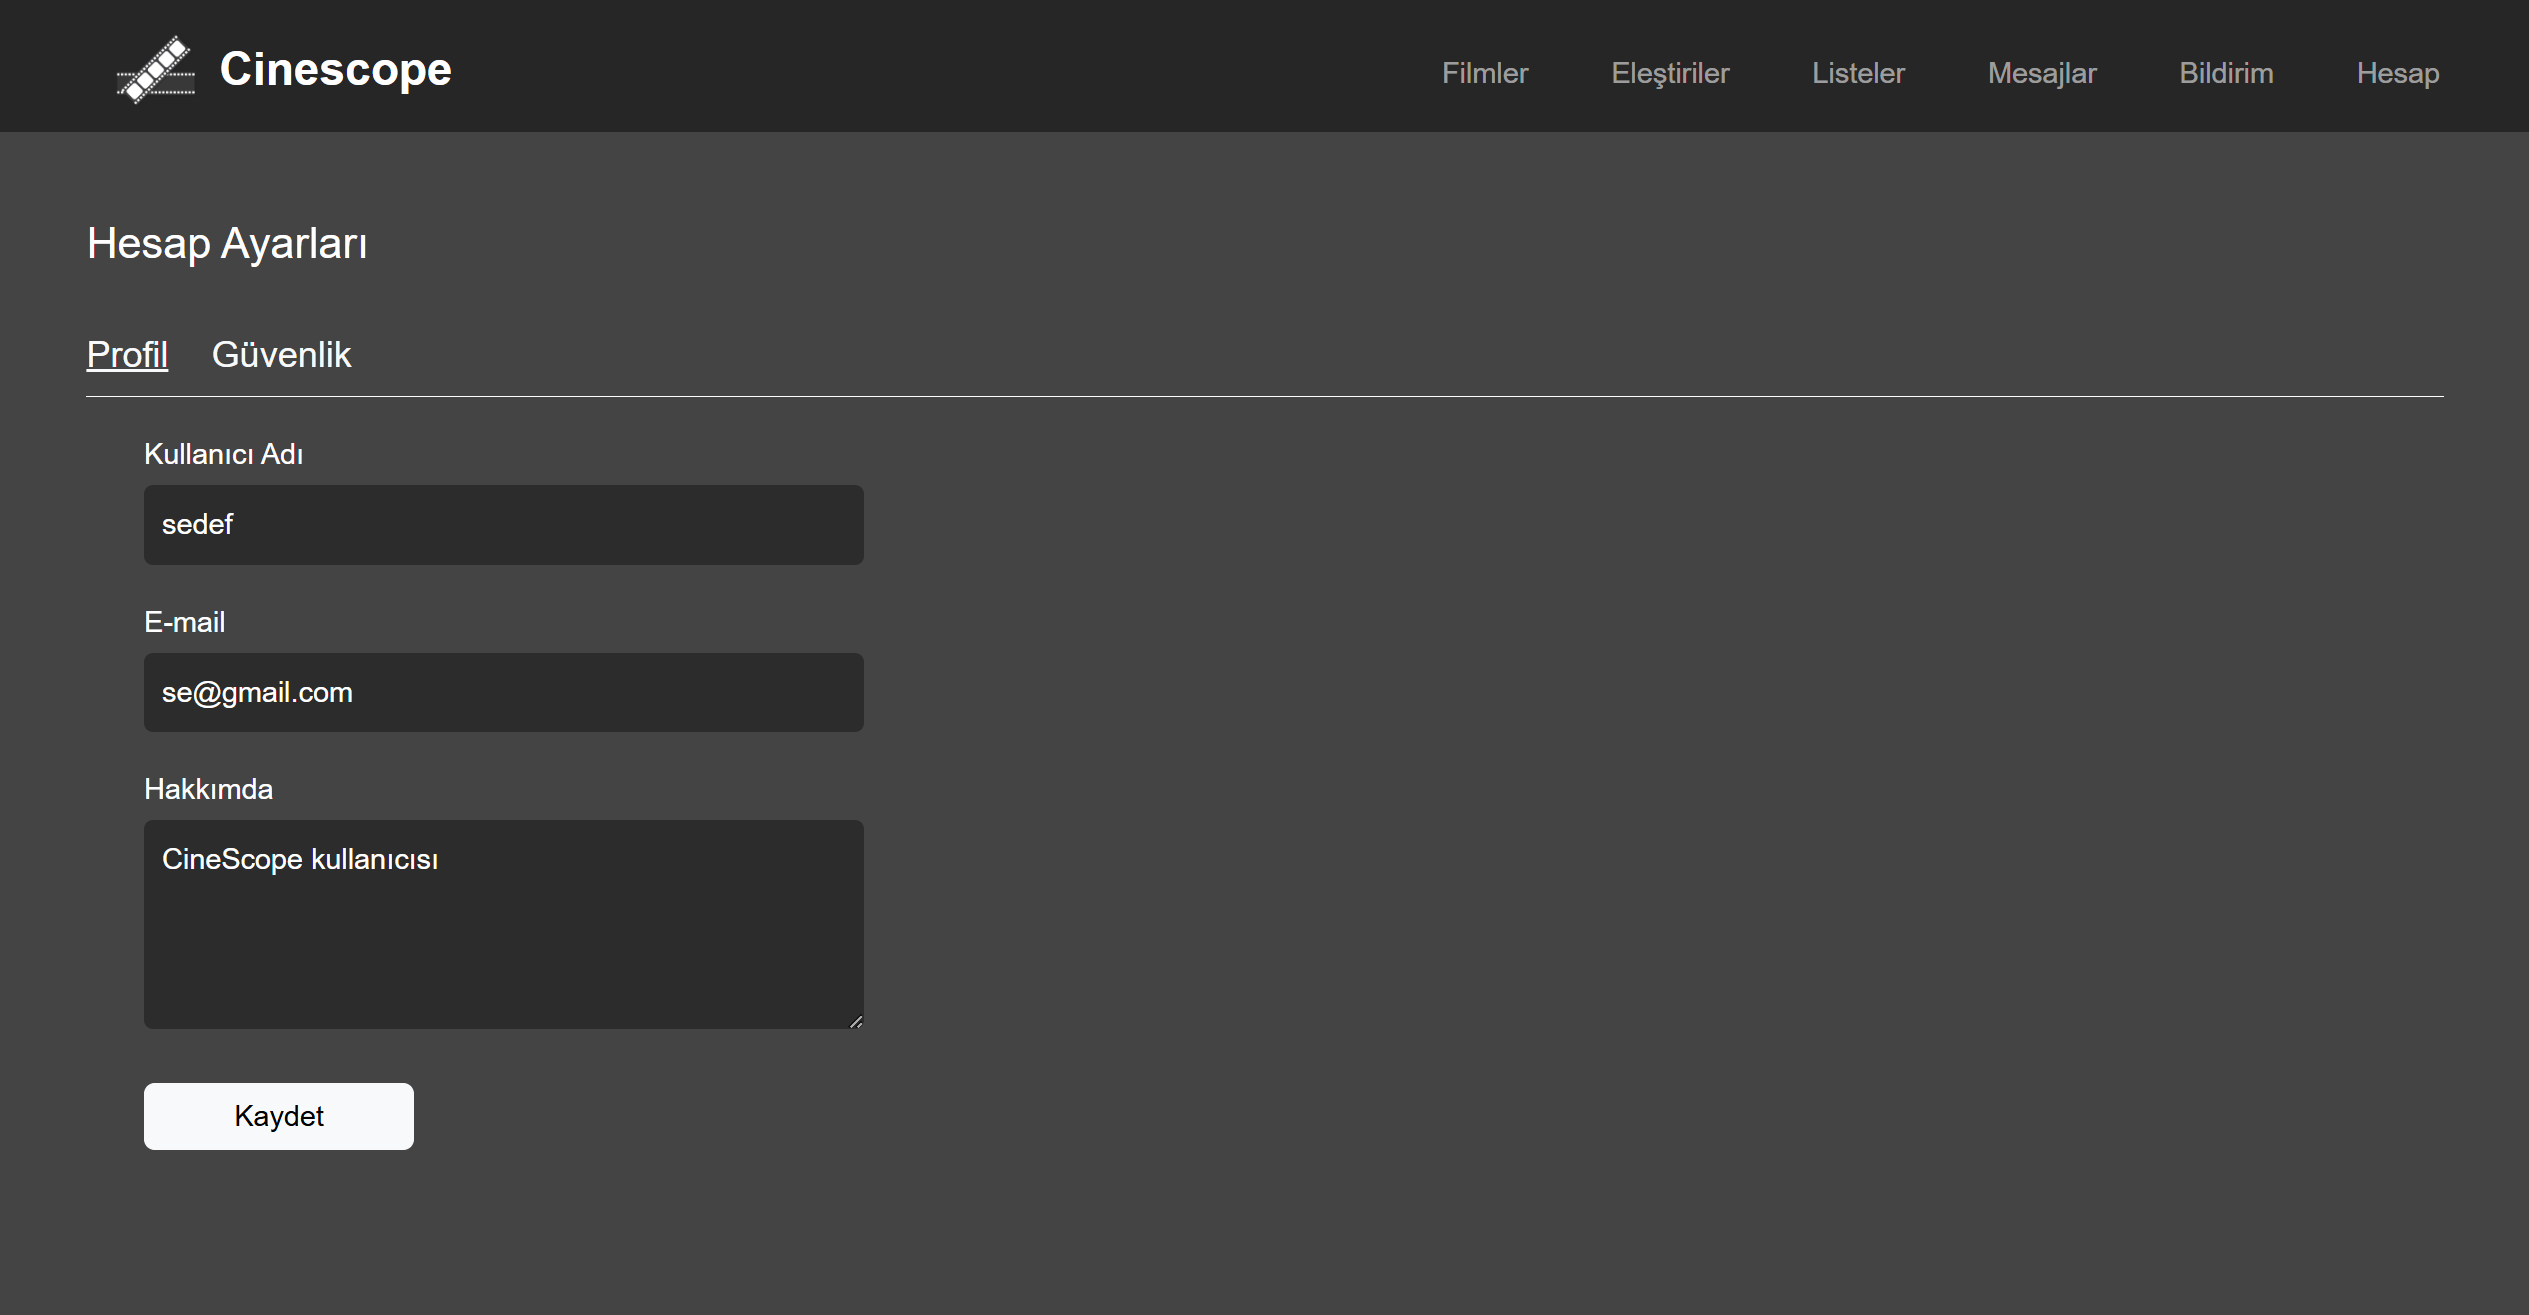 Cinescope
Filmler Eleştiriler Listeler Mesajlar Bildirim Hesap
Hesap Ayarları
Profil Güvenlik
Kullanıcı Adı
sedef
E-mail
se@gmail.com
Hakkımda
CineScope kullanıcısı
Kaydet